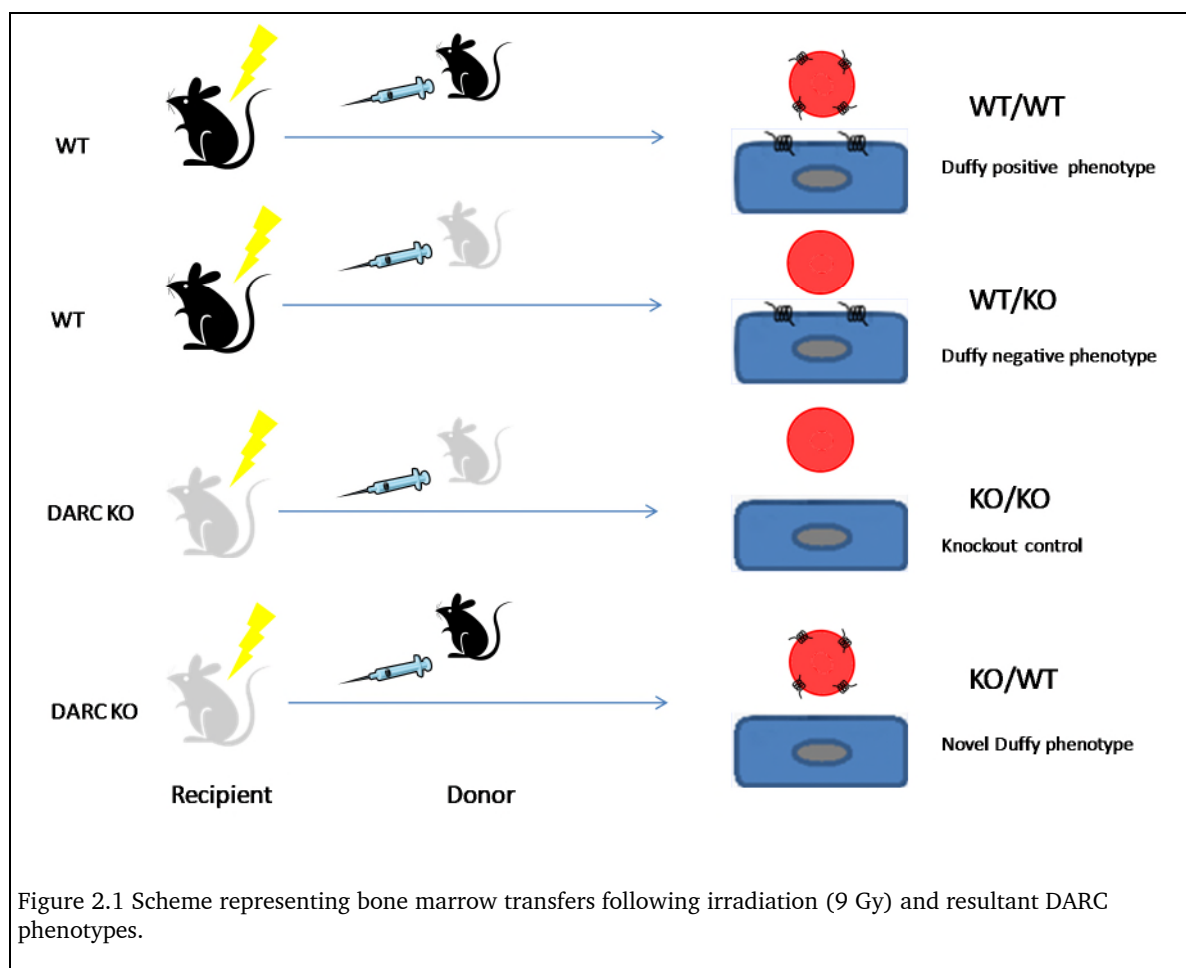 WT
WT/WT
Duffy positive phenotype
WT
WT/KO
Duffy negative phenotype
DARC KO
KO/KO
Knockout control
DARC KO
KO/WT
Novel Duffy phenotype
Recipient
Donor
Figure 2.1 Scheme representing bone marrow transfers following irradiation (9 Gy) and resultant DARC
phenotypes.